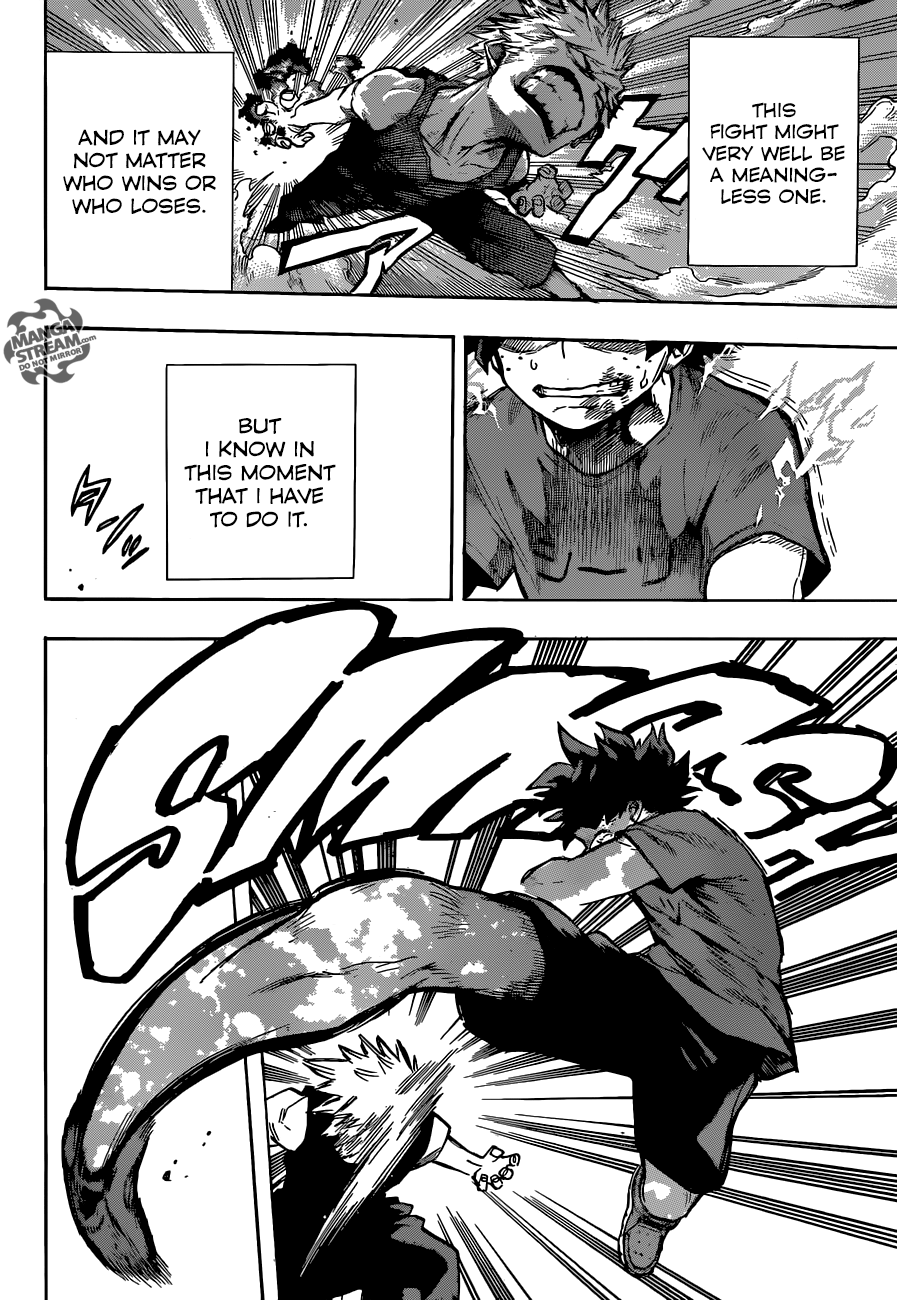 THIS
FIGHT MIGHT
VERY WELL BE
A MEANING-
LESS ONE.
AND IT MAY
NOT MATTER
WHO WINS OR
WHO LOSES.
MANGA
STREAM.com
DO NOT MIRROR
BUT
I KNOW IN
THIS MOMENT
THAT I HAVE
TO DO IT.